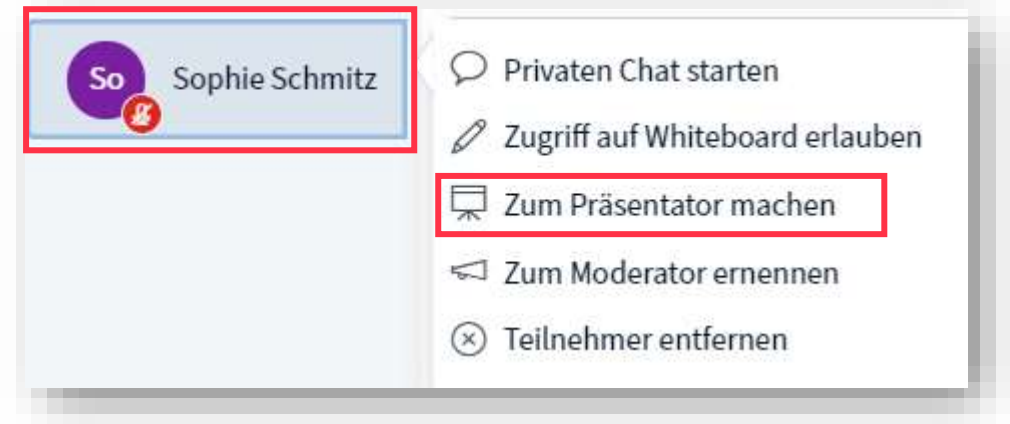 So
Sophie Schmitz
Privaten Chat starten
Zugriff auf Whiteboard erlauben
Zum Präsentator machen
Zum Moderator ernennen
Teilnehmer entfernen